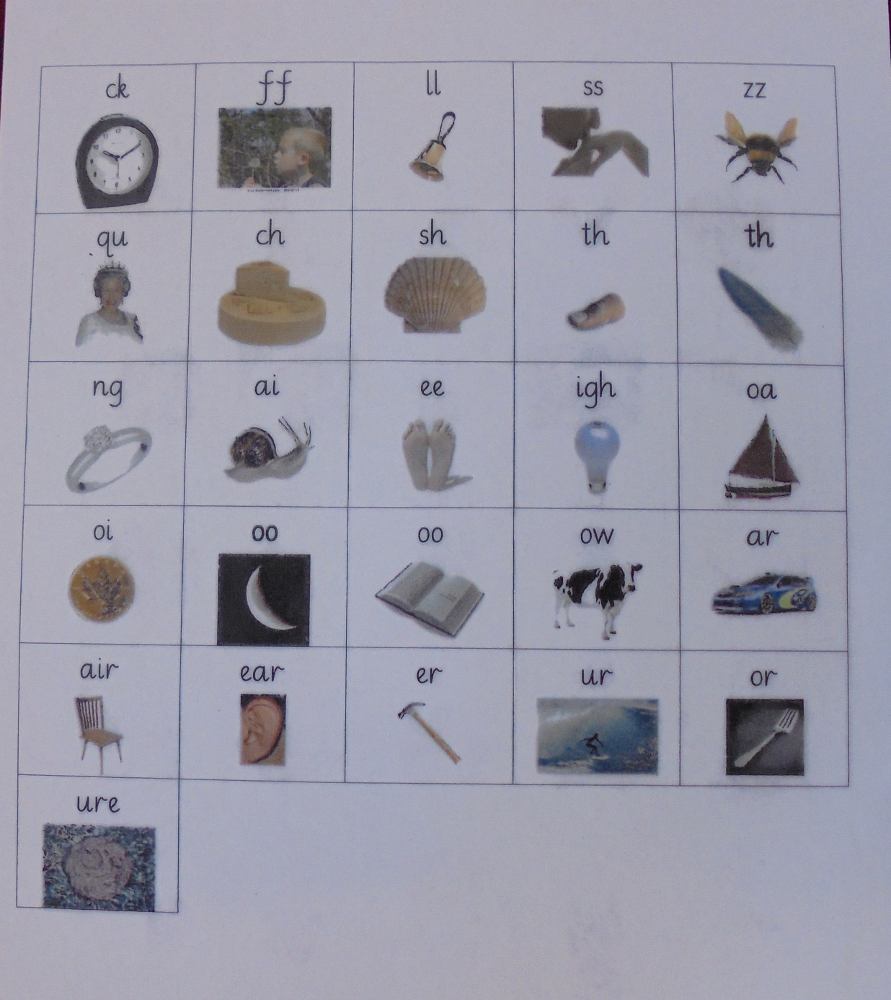 ck ff ll ss zz
qu ch sh th th
ng ai ee igh oa
oi oo oo ow ar
air ear er ur or
ure